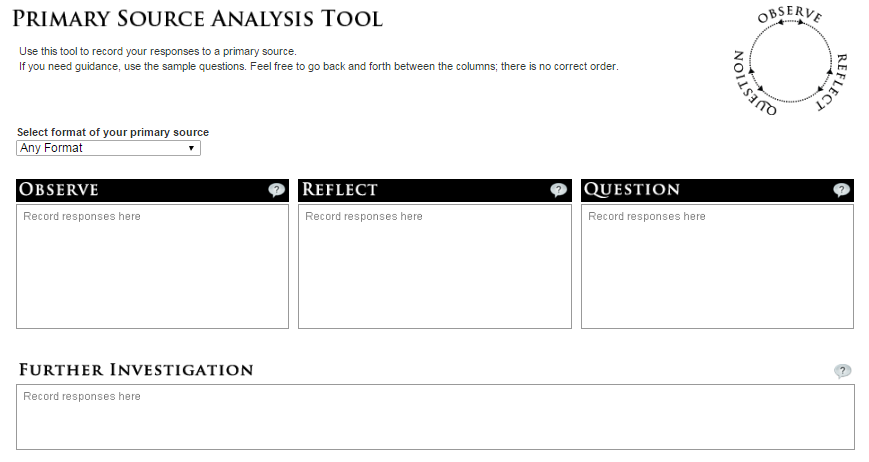 PRIMARY SOURCE ANALYSIS TOOL
OBSERVE
REFLECT
QUESTION
Use this tool to record your responses to a primary source.
If you need guidance, use the sample questions. Feel free to go back and forth between the columns; there is no correct order.
Select format of your primary source
Any Format
OBSERVE ?
REFLECT ?
QUESTION ?
Record responses here
Record responses here
Record responses here
FURTHER INVESTIGATION ?
Record responses here